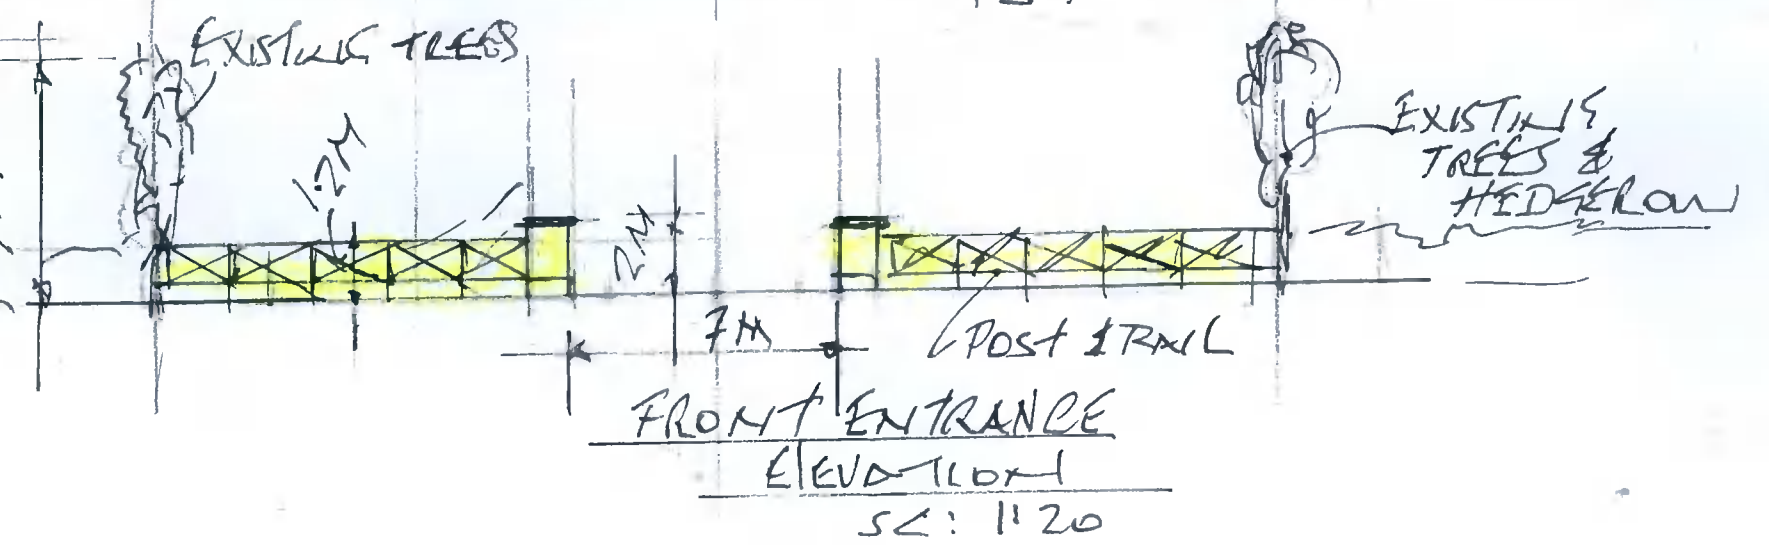 EXISTING TREES
1.2M
2M
7M
EXISTING
TREES &
HEDGEROW
POST & RAIL
FRONT ENTRANCE
ELEVATION
SC: 1:20